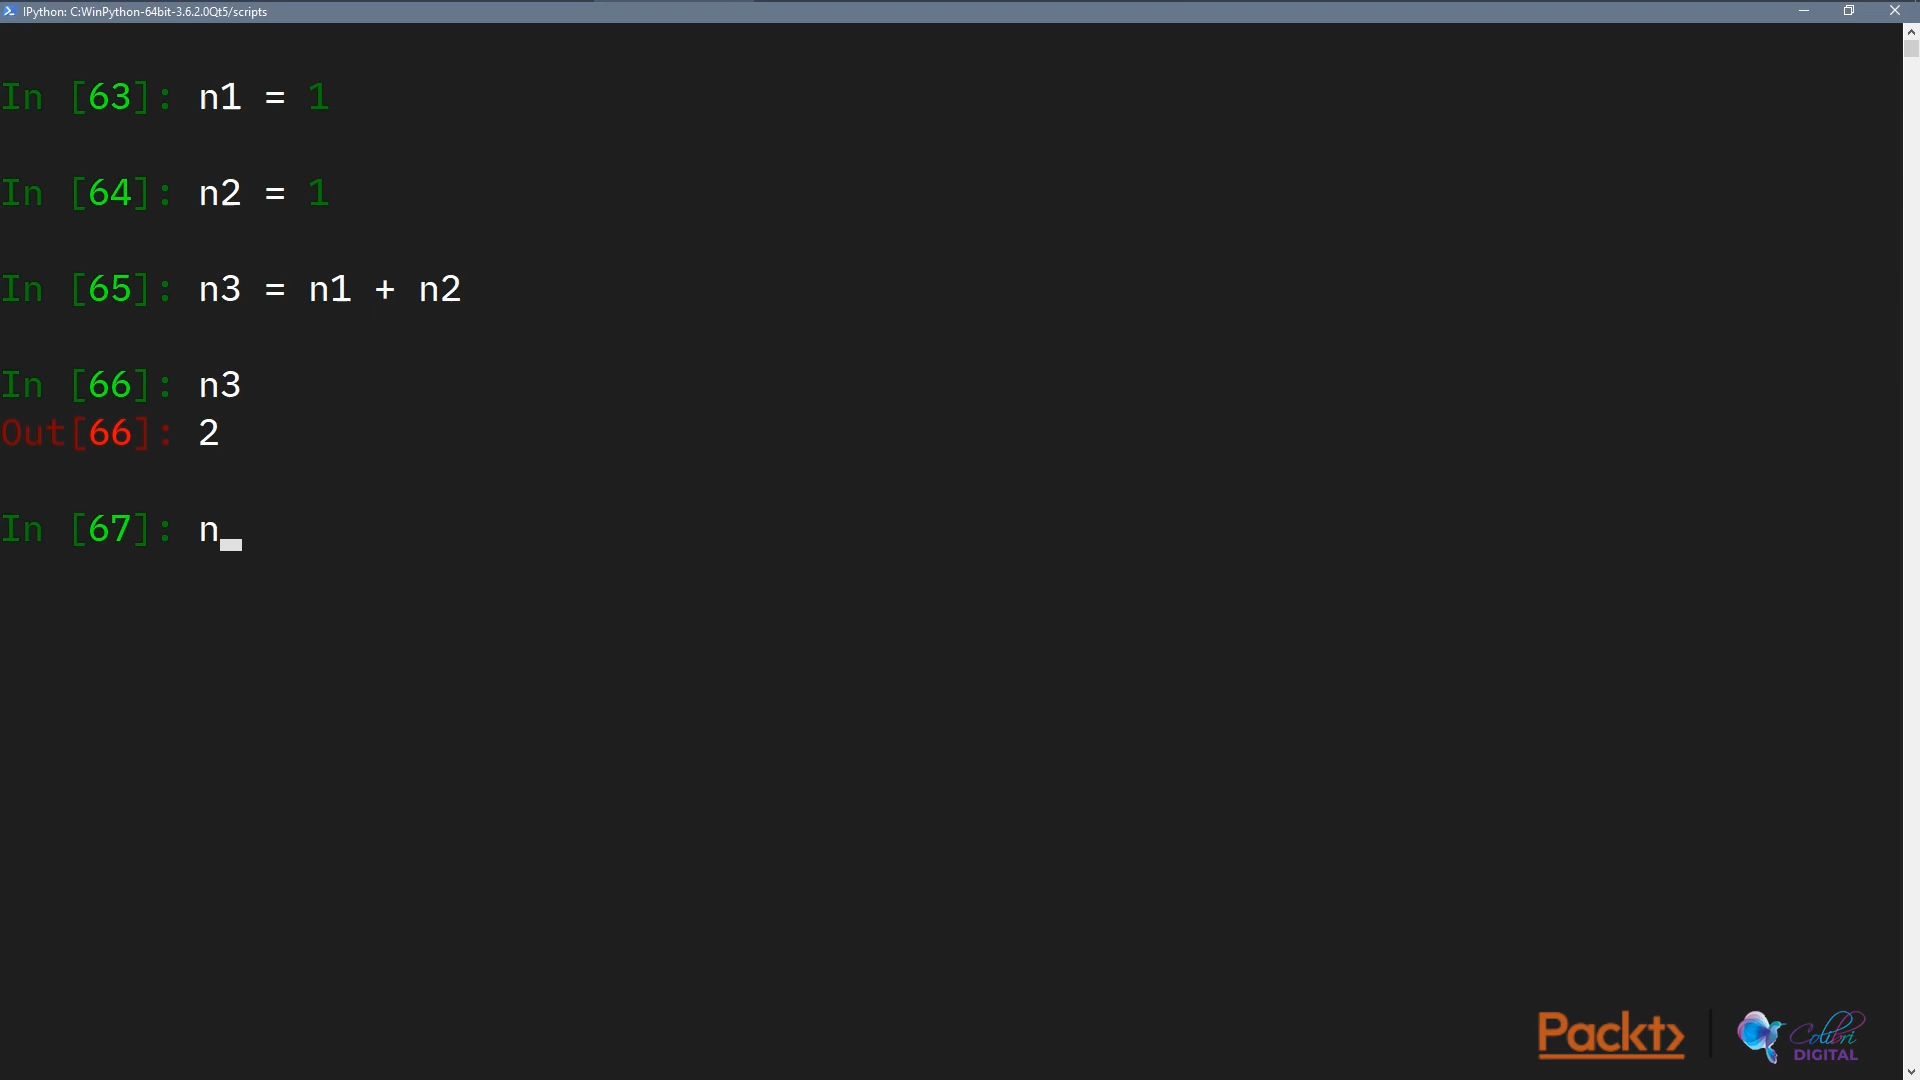 IPython: C:WinPython-64bit-3.6.2.0Qt5/scripts
In [63]: n1 = 1
In [64]: n2 = 1
In [65]: n3 = n1 + n2
In [66]: n3
Out[66]: 2
In [67]: n
Packt
Colibri
DIGITAL